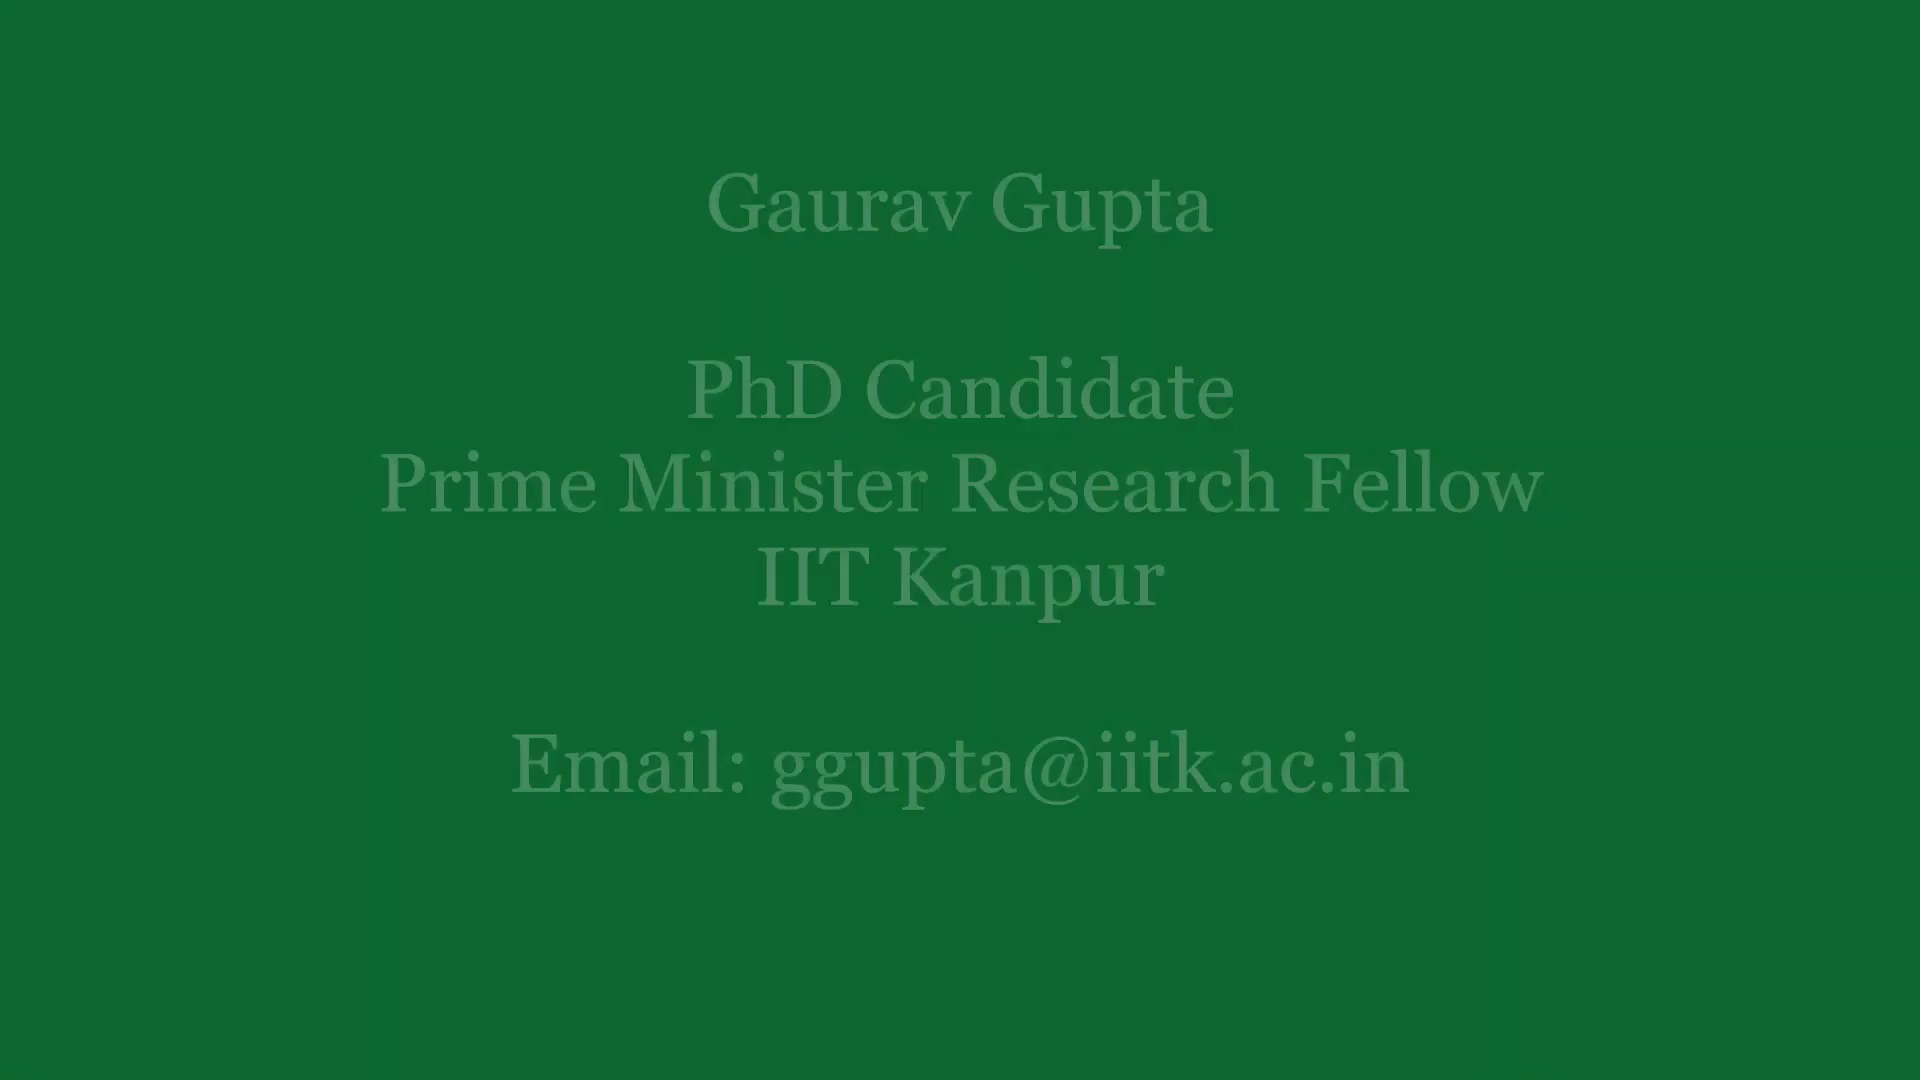 Gaurav Gupta
PhD Candidate
Prime Minister Research Fellow
IIT Kanpur
Email: ggupta@iitk.ac.in